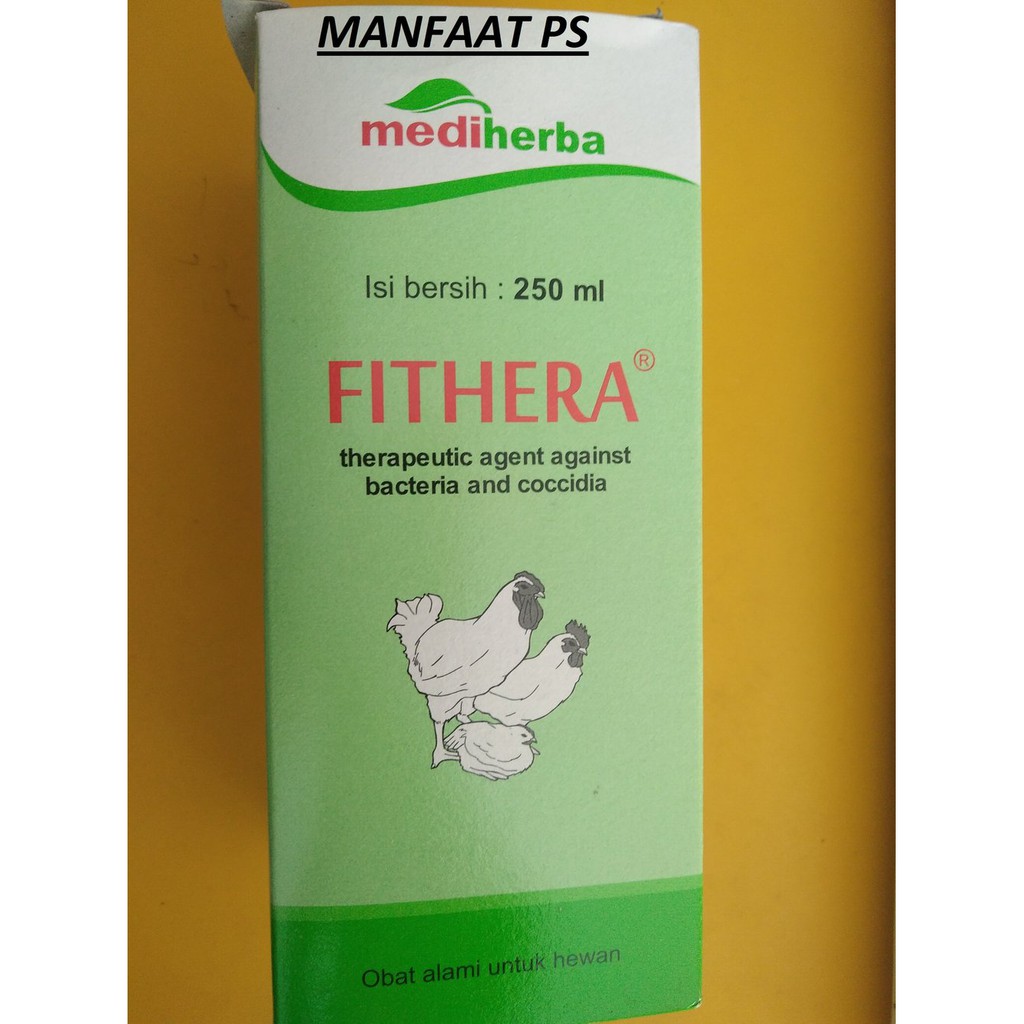 MANFAAT PS
mediherba
Isi bersih : 250 ml
FITHERA®
therapeutic agent against
bacteria and coccidia
Obat alami untuk hewan